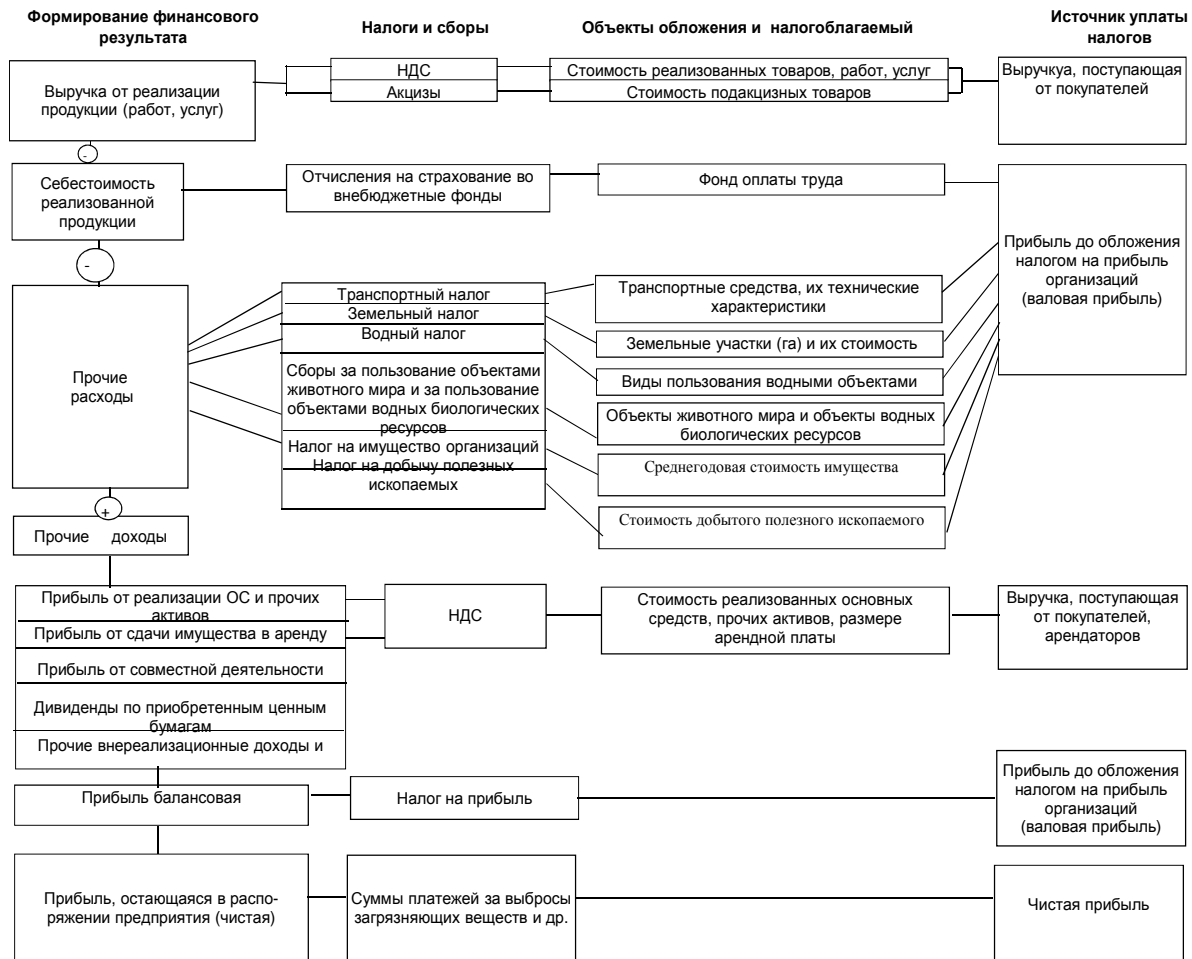 Формирование финансового
результата
Налоги и сборы
Объекты обложения и налогоблагаемый
Источник уплаты
налогов
Выручка от реализации
продукции (работ, услуг)
НДС
Акцизы
Стоимость реализованных товаров, работ, услуг
Стоимость подакцизных товаров
Выручкуа, поступающая
от покупателей
-
Себестоимость
реализованной
продукции
Отчисления на страхование во
внебюджетные фонды
Фонд оплаты труда
Прибыль до обложения
налогом на прибыль
организаций
(валовая прибыль)
-
Прочие
расходы
Транспортный налог
Земельный налог
Водный налог
Сборы за пользование объектами
животного мира и за пользование
объектами водных биологических
ресурсов
Налог на имущество организаций
Налог на добычу полезных
ископаемых
Транспортные средства, их технические
характеристики
Земельные участки (га) и их стоимость
Виды пользования водными объектами
Объекты животного мира и объекты водных
биологических ресурсов
Среднегодовая стоимость имущества
Стоимость добытого полезного ископаемого
+
Прочие доходы
Прибыль от реализации ОС и прочих
активов
Прибыль от сдачи имущества в аренду
Прибыль от совместной деятельности
Дивиденды по приобретенным ценным
бумагам
Прочие внереализационные доходы и
НДС
Стоимость реализованных основных
средств, прочих активов, размере
арендной платы
Выручка, поступающая
от покупателей,
арендаторов
Прибыль балансовая
Налог на прибыль
Прибыль до обложения
налогом на прибыль
организаций
(валовая прибыль)
Прибыль, остающаяся в распо-
ряжении предприятия (чистая)
Суммы платежей за выбросы
загрязняющих веществ и др.
Чистая прибыль